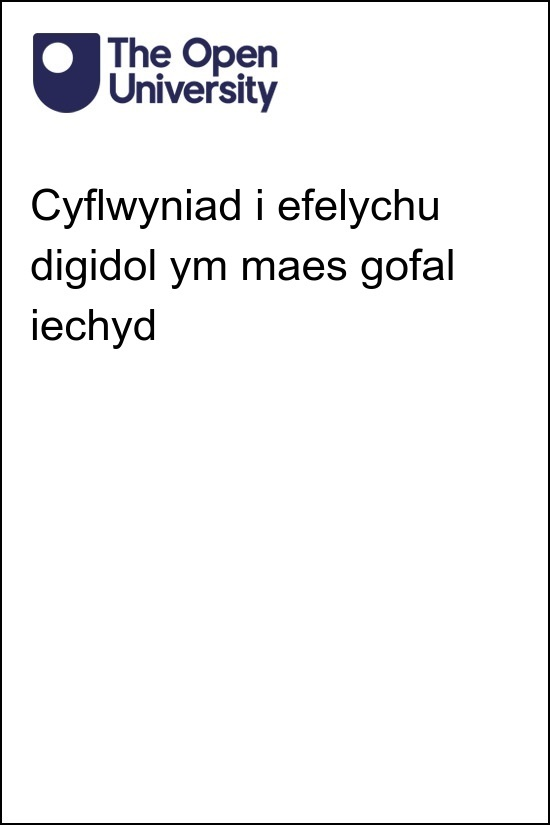 The Open
University
Cyflwyniad i efelychu
digidol ym maes gofal
iechyd